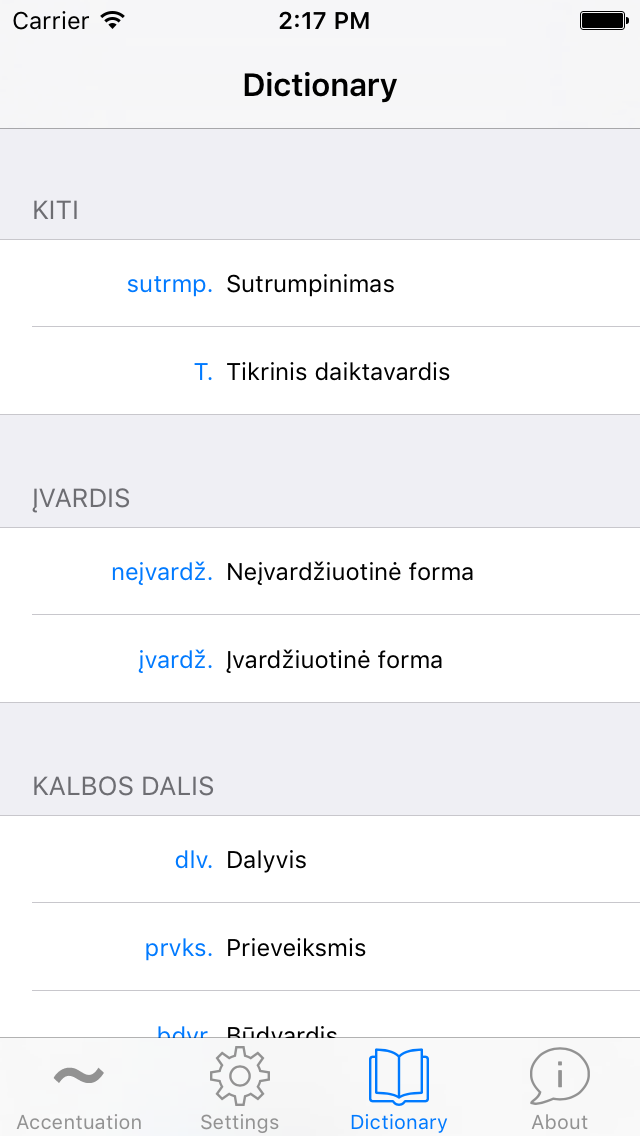 Carrier 2:17 PM
Dictionary
KITI
sutrmp. Sutrumpinimas
T. Tikrinis daiktavardis
ĮVARDIS
neįvardž. Neįvardžiuotinė forma
įvardž. Įvardžiuotinė forma
KALBOS DALIS
dlv. Dalyvis
prvks. Prieveiksmis
bdvr. Būdvardis
Accentuation Settings Dictionary About